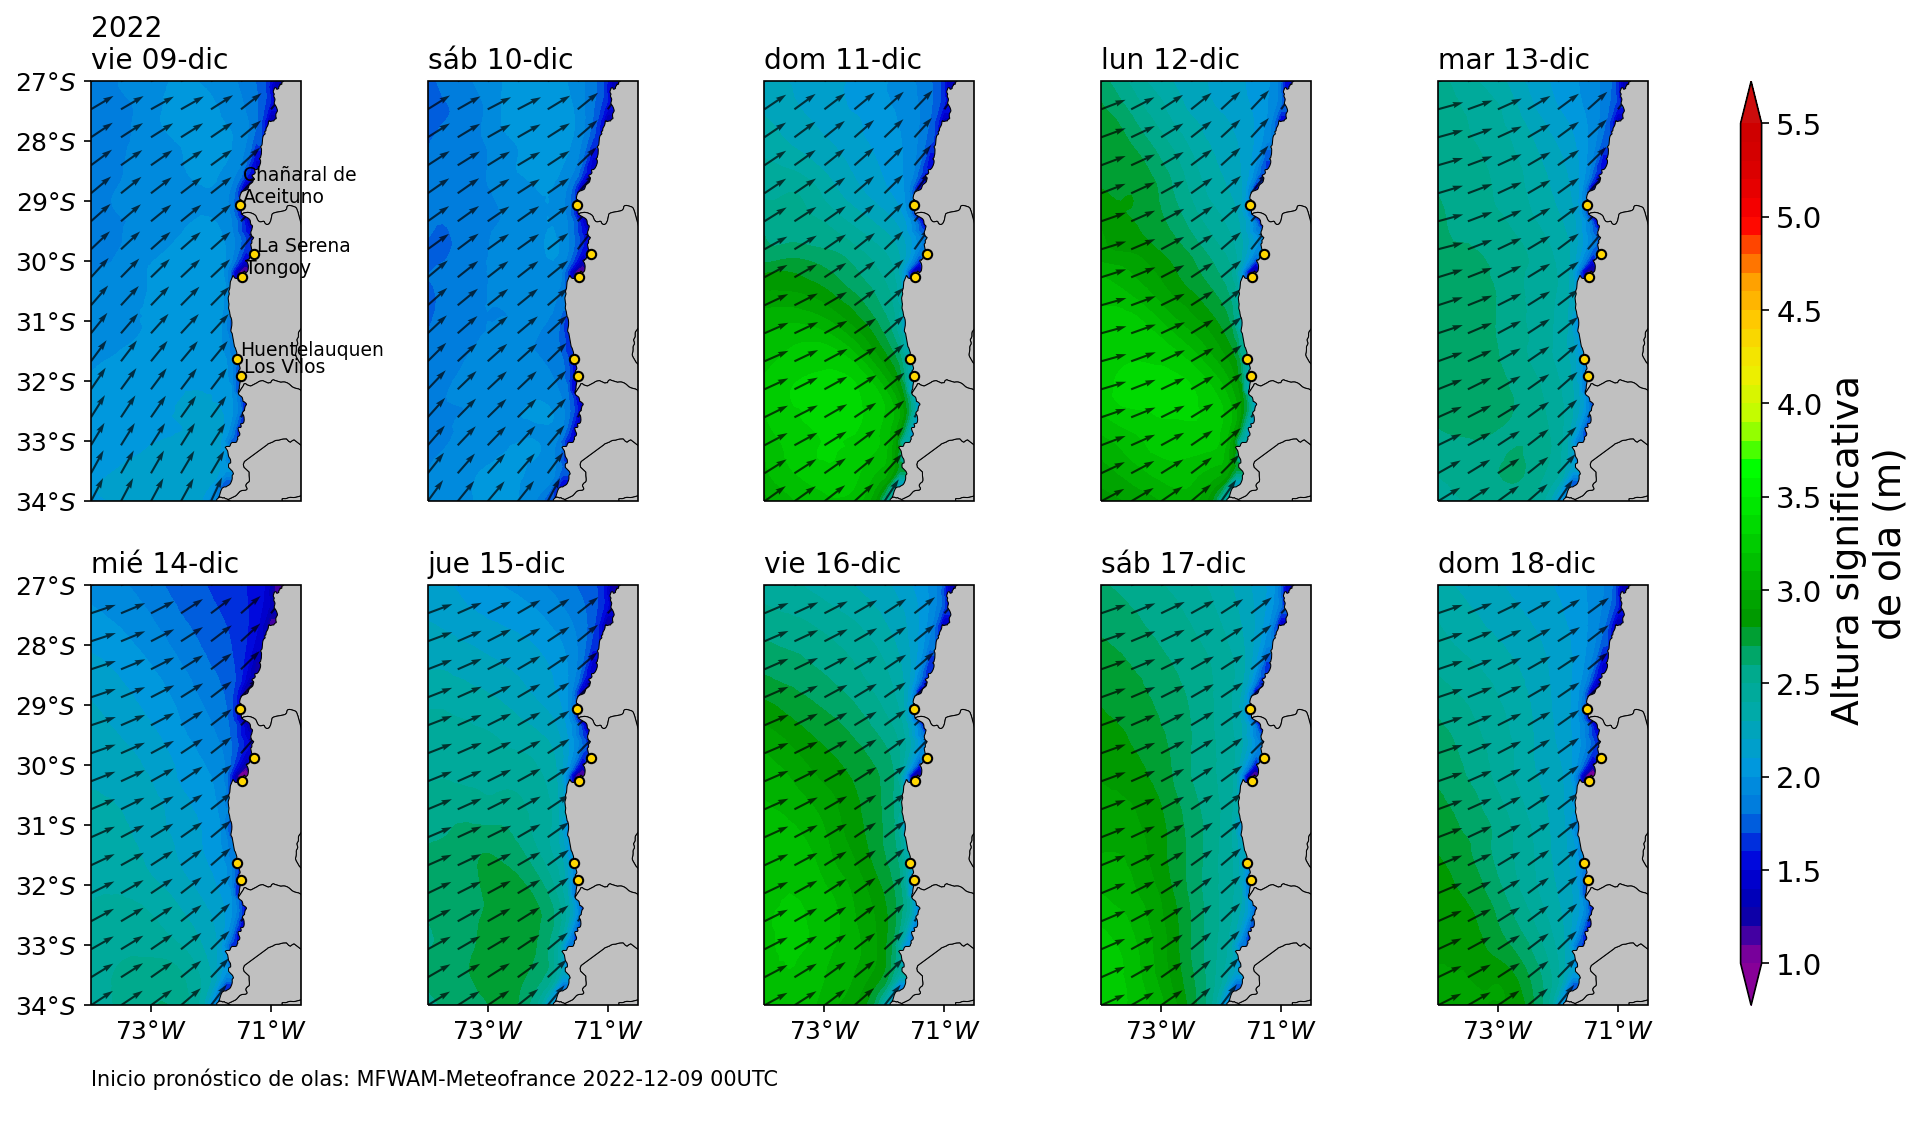 2022
vie 09-dic
sáb 10-dic
dom 11-dic
lun 12-dic
mar 13-dic
27°S
28°S
29°S
30°S
31°S
32°S
33°S
34°S
Chañaral de
Aceituno
La Serena
Tongoy
Huentelauquen
Los Vilos
mié 14-dic
jue 15-dic
vie 16-dic
sáb 17-dic
dom 18-dic
27°S
28°S
29°S
30°S
31°S
32°S
33°S
34°S
73°W 71°W
73°W 71°W
73°W 71°W
73°W 71°W
73°W 71°W
5.5
5.0
4.5
4.0
3.5
3.0
2.5
2.0
1.5
1.0
Altura significativa
de ola (m)
Inicio pronóstico de olas: MFWAM-Meteofrance 2022-12-09 00UTC